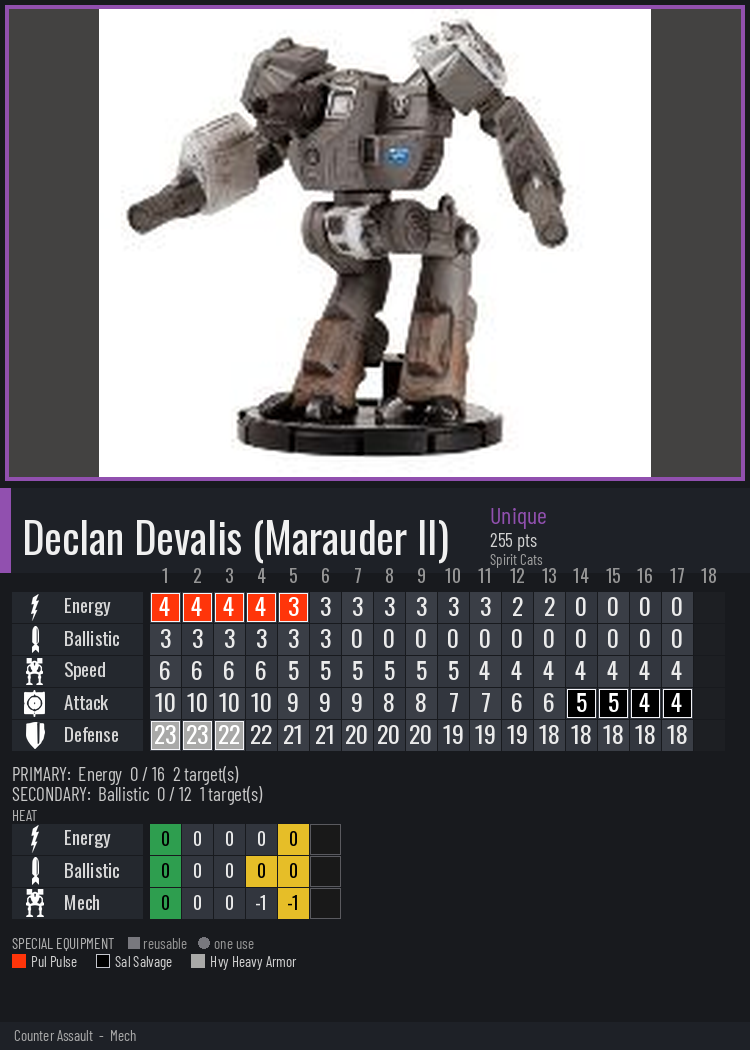 Declan Devalis (Marauder II)
Unique
255 pts
Spirit Cats
1 2 3 4 5 6 7 8 9 10 11 12 13 14 15 16 17 18
Energy 4 4 4 4 3 3 3 3 3 3 3 2 2 0 0 0 0
Ballistic 3 3 3 3 3 3 0 0 0 0 0 0 0 0 0 0 0
Speed 6 6 6 6 5 5 5 5 5 5 4 4 4 4 4 4 4
Attack 10 10 10 10 9 9 9 8 8 7 7 6 6 5 5 4 4
Defense 23 23 22 22 21 21 20 20 20 19 19 19 18 18 18 18 18
PRIMARY: Energy 0 / 16 2 target(s)
SECONDARY: Ballistic 0 / 12 1 target(s)
HEAT
Energy 0 0 0 0 0
Ballistic 0 0 0 0 0
Mech 0 0 0 -1 -1
SPECIAL EQUIPMENT reusable one use
Pul Pulse Sal Salvage Hvy Heavy Armor
Counter Assault - Mech